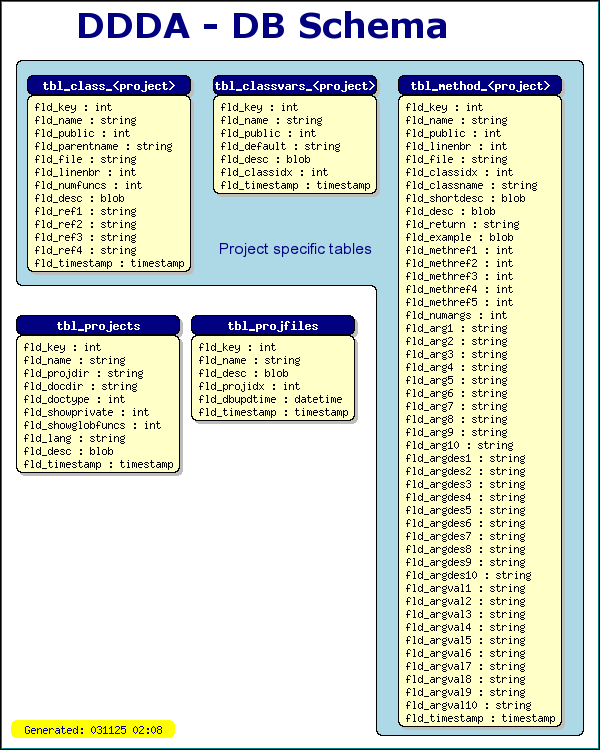 DDDA - DB Schema
tbl_class_<project>
fld_key : int
fld_name : string
fld_public : int
fld_parentname : string
fld_file : string
fld_linenbr : int
fld_numfuncs : int
fld_desc : blob
fld_ref1 : string
fld_ref2 : string
fld_ref3 : string
fld_ref4 : string
fld_timestamp : timestamp
tbl_classvars_<project>
fld_key : int
fld_name : string
fld_public : int
fld_default : string
fld_desc : blob
fld_classidx : int
fld_timestamp : timestamp
Project specific tables
tbl_method_<project>
fld_key : int
fld_name : string
fld_public : int
fld_linenbr : int
fld_file : string
fld_classidx : int
fld_classname : string
fld_shortdesc : blob
fld_desc : blob
fld_return : string
fld_example : blob
fld_methref1 : int
fld_methref2 : int
fld_methref3 : int
fld_methref4 : int
fld_methref5 : int
fld_numargs : int
fld_arg1 : string
fld_arg2 : string
fld_arg3 : string
fld_arg4 : string
fld_arg5 : string
fld_arg6 : string
fld_arg7 : string
fld_arg8 : string
fld_arg9 : string
fld_arg10 : string
fld_argdes1 : string
fld_argdes2 : string
fld_argdes3 : string
fld_argdes4 : string
fld_argdes5 : string
fld_argdes6 : string
fld_argdes7 : string
fld_argdes8 : string
fld_argdes9 : string
fld_argdes10 : string
fld_argval1 : string
fld_argval2 : string
fld_argval3 : string
fld_argval4 : string
fld_argval5 : string
fld_argval6 : string
fld_argval7 : string
fld_argval8 : string
fld_argval9 : string
fld_argval10 : string
fld_timestamp : timestamp
tbl_projects
fld_key : int
fld_name : string
fld_projdir : string
fld_docdir : string
fld_doctype : int
fld_showprivate : int
fld_showglobfuncs : int
fld_lang : string
fld_desc : blob
fld_timestamp : timestamp
tbl_projfiles
fld_key : int
fld_name : string
fld_desc : blob
fld_projidx : int
fld_dbupdtime : datetime
fld_timestamp : timestamp
Generated: 031125 02:08